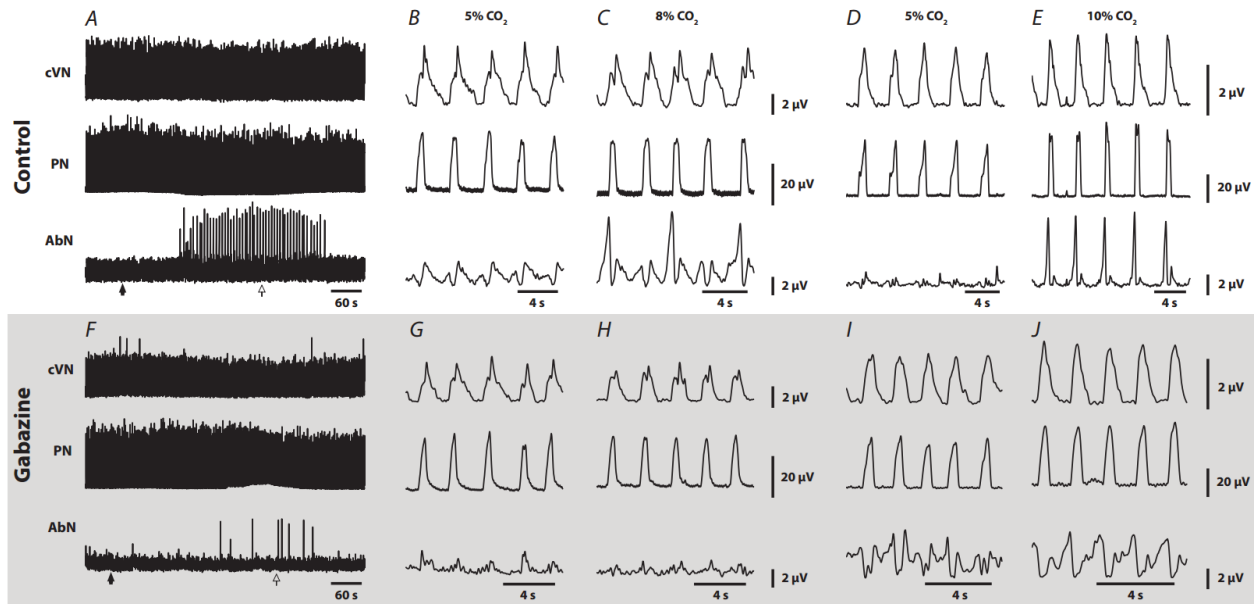 A B 5% CO2 C 8% CO2 D 5% CO2 E 10% CO2
Control
cVN
2 µV 2 µV
PN
20 µV 20 µV
AbN
2 µV 2 µV
60 s 4 s 4 s 4 s 4 s
F G H I J
Gabazine
cVN
2 µV 2 µV
PN
20 µV 20 µV
AbN
2 µV 2 µV
60 s 4 s 4 s 4 s 4 s